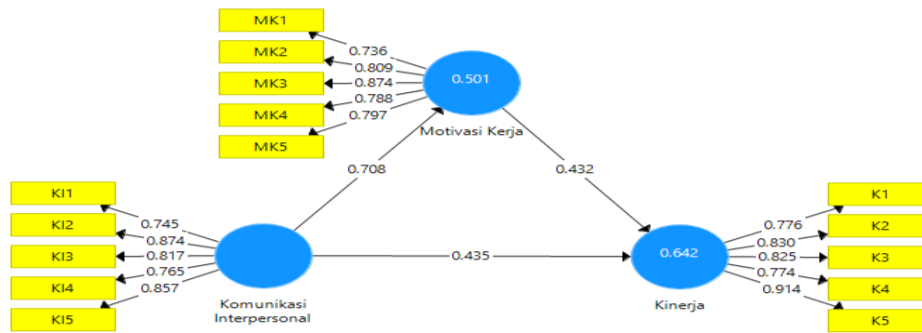 MK1
MK2
MK3
MK4
MK5
0.736
0.809
0.874
0.788
0.797
0.501
Motivasi Kerja
0.708
0.432
KI1
KI2
KI3
KI4
KI5
0.745
0.874
0.817
0.765
0.857
Komunikasi
Interpersonal
0.435
0.642
Kinerja
0.776
0.830
0.825
0.774
0.914
K1
K2
K3
K4
K5